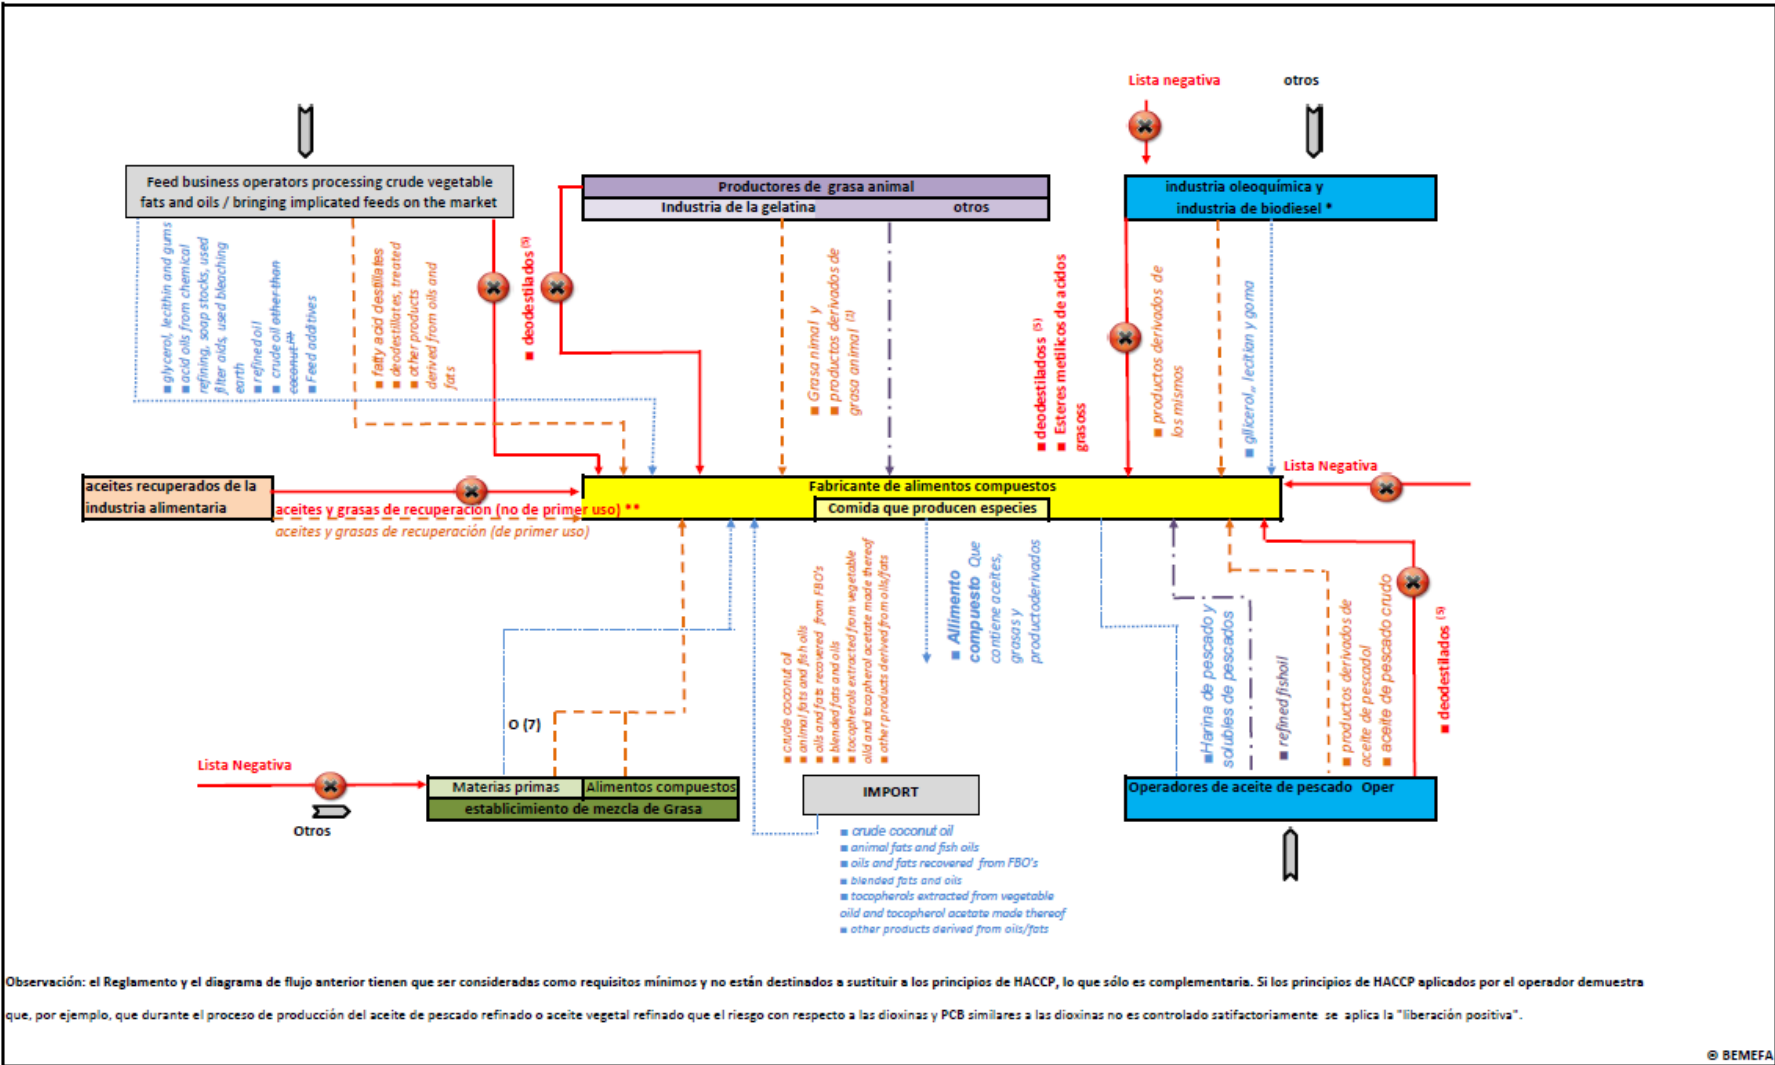 Lista negativa
otros
Feed business operators processing crude vegetable
fats and oils / bringing implicated feeds on the market
Productores de grasa animal
Industria de la gelatina
otros
industria oleoquímica y
industria de biodiesel *
■ glycerol, lecithin and gums
■ acid oils from chemical
refining, soap stocks, used
filter aids, used bleaching
earth
■ refined oil
■ crude oil other than
coconut (2)
■ Feed additives
■ fatty acid destillates
■ deodestillates, treated
■ other products
derived from oils and
fats
■ deodestilados (5)
■ Grasa nimal y
■ productos derivados de
grasa animal (1)
■ deodestiladoss (5)
■ Esteres metilicos de acidos
grasoss
■ productos derivados de
los mismos
■ gllicerol,, lecitian y goma
Lista Negativa
aceites recuperados de la
industria alimentaria
aceites y grasas de recuperación (no de primer uso) **
aceites y grasas de recuperación (de primer uso)
Fabricante de alimentos compuestos
Comida que producen especies
■ crude coconut oil
■ animal fats and fish oils
■ oils and fats recovered from FBO's
■ blended fats and oils
■ tocopherols extracted from vegetable
oild and tocopherol acetate made thereof
■ other products derived from oils/fats
■ Allimento
compuesto Que
contiene aceites,
grasas y
productoderivados
■Harina de pescado y
solubles de pescados
■ refined fishoil
■ productos derivados de
aceite de pescadol
■ aceite de pescado crudo
■ deodestilados (5)
O (7)
Lista Negativa
Otros
Materias primas
Alimentos compuestos
establicimiento de mezcla de Grasa
IMPORT
Operadores de aceite de pescado Oper
■ crude coconut oil
■ animal fats and fish oils
■ oils and fats recovered from FBO's
■ blended fats and oils
■ tocopherols extracted from vegetable
oild and tocopherol acetate made thereof
■ other products derived from oils/fats
Observación: el Reglamento y el diagrama de flujo anterior tienen que ser consideradas como requisitos mínimos y no están destinados a sustituir a los principios de HACCP, lo que sólo es complementaria. Si los principios de HACCP aplicados por el operador demuestra
que, por ejemplo, que durante el proceso de producción del aceite de pescado refinado o aceite vegetal refinado que el riesgo con respecto a las dioxinas y PCB similares a las dioxinas no es controlado satifactoriamente se aplica la "liberación positiva".
© BEMEFA